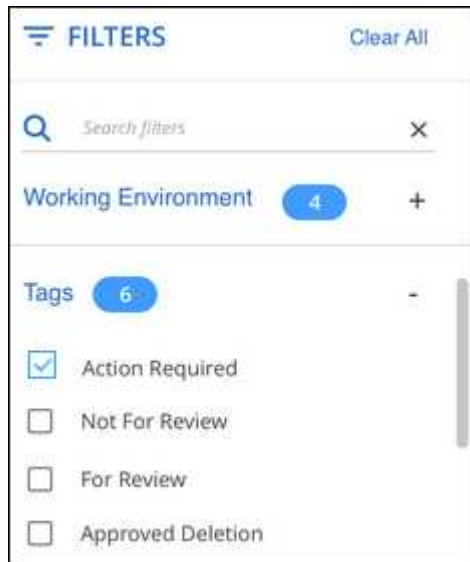 FILTERS Clear All
Search filters ×
Working Environment 4 +
Tags 6 -
Action Required
Not For Review
For Review
Approved Deletion